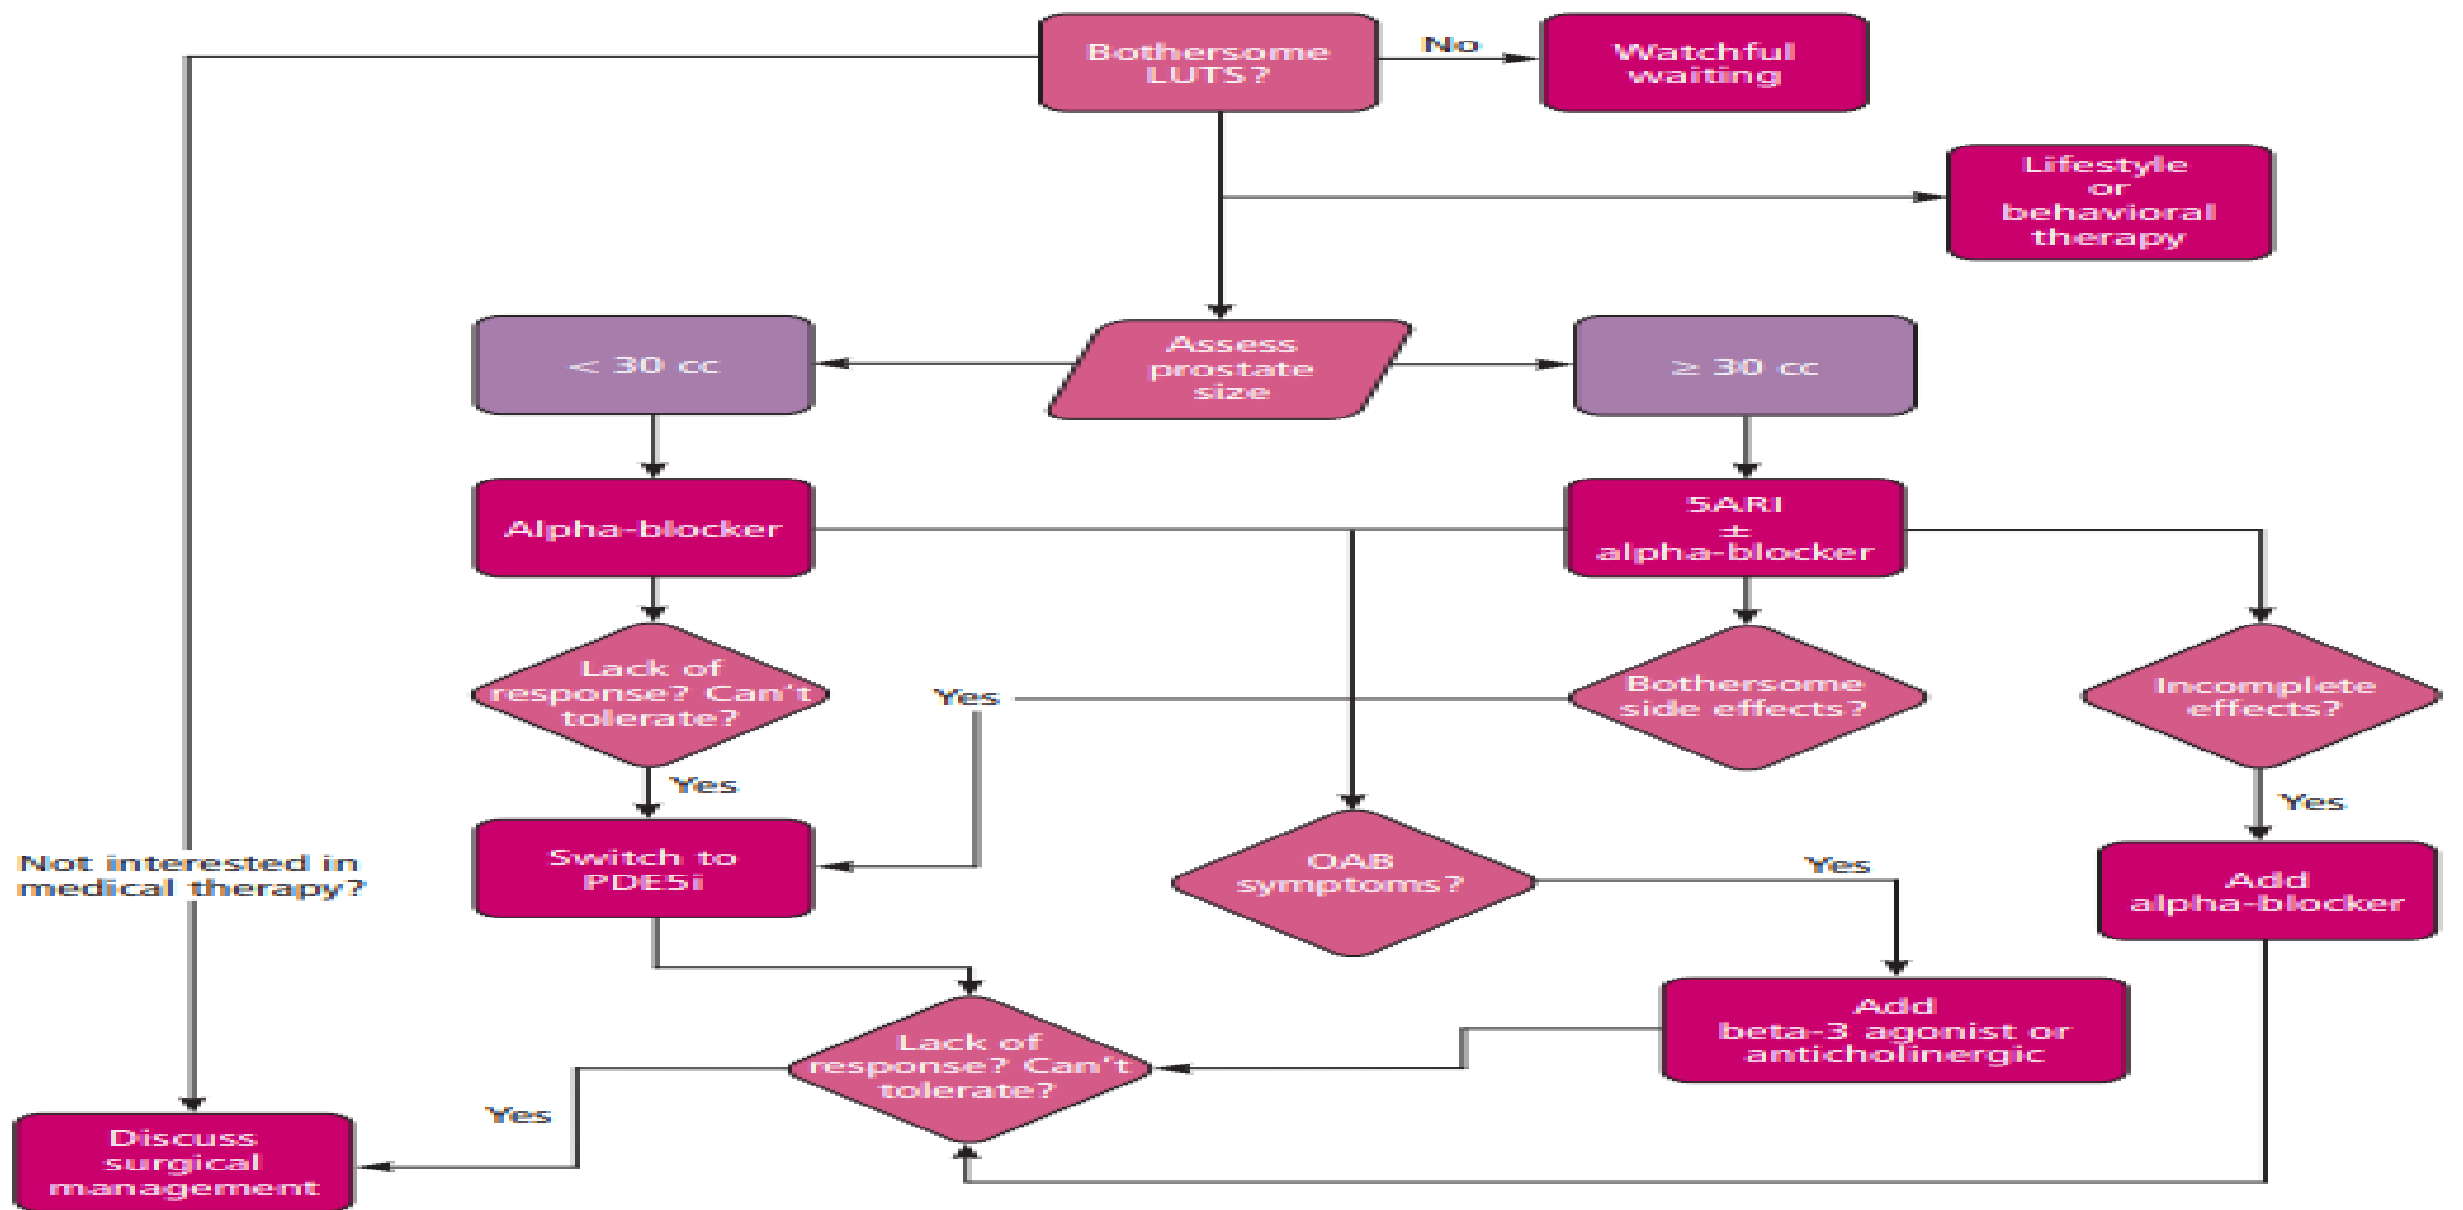 Bothersome
LUTS?
No
Watchful
waiting
Lifestyle
or
behavioral
therapy
< 30 cc
Assess
prostate
size
≥ 30 cc
Alpha-blocker
5ARI
±
alpha-blocker
Lack of
response? Can't
tolerate?
Yes
Bothersome
side effects?
Incomplete
effects?
Yes
Yes
Switch to
PDE5i
OAB
symptoms?
Yes
Add
alpha-blocker
Not interested in
medical therapy?
Lack of
response? Can't
tolerate?
Add
beta-3 agonist or
anticholinergic
Yes
Discuss
surgical
management